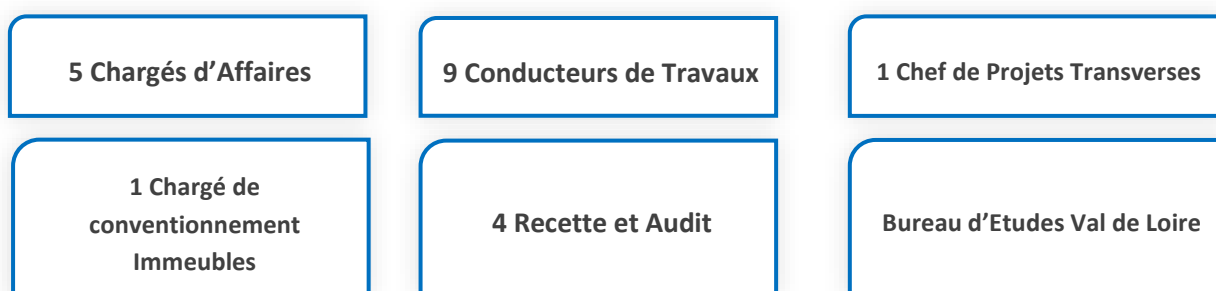 5 Chargés d’Affaires
9 Conducteurs de Travaux
1 Chef de Projets Transverses
1 Chargé de
conventionnement
Immeubles
4 Recette et Audit
Bureau d’Etudes Val de Loire